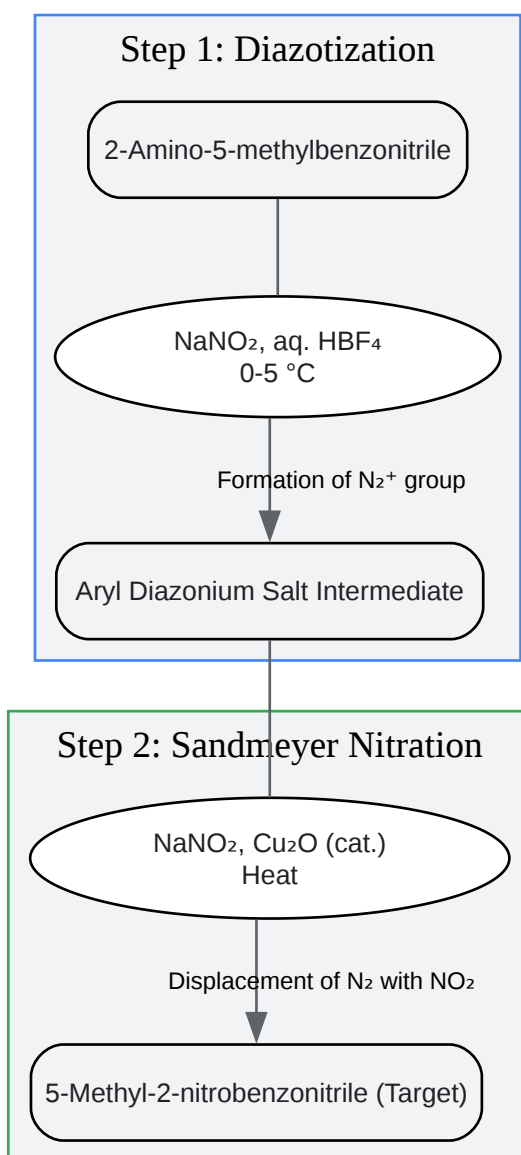 Step 1: Diazotization
2-Amino-5-methylbenzonitrile
NaNO₂, aq. HBF₄
0-5 °C
Formation of N₂⁺ group
Aryl Diazonium Salt Intermediate
Step 2: Sandmeyer Nitration
NaNO₂, Cu₂O (cat.)
Heat
Displacement of N₂ with NO₂
5-Methyl-2-nitrobenzonitrile (Target)